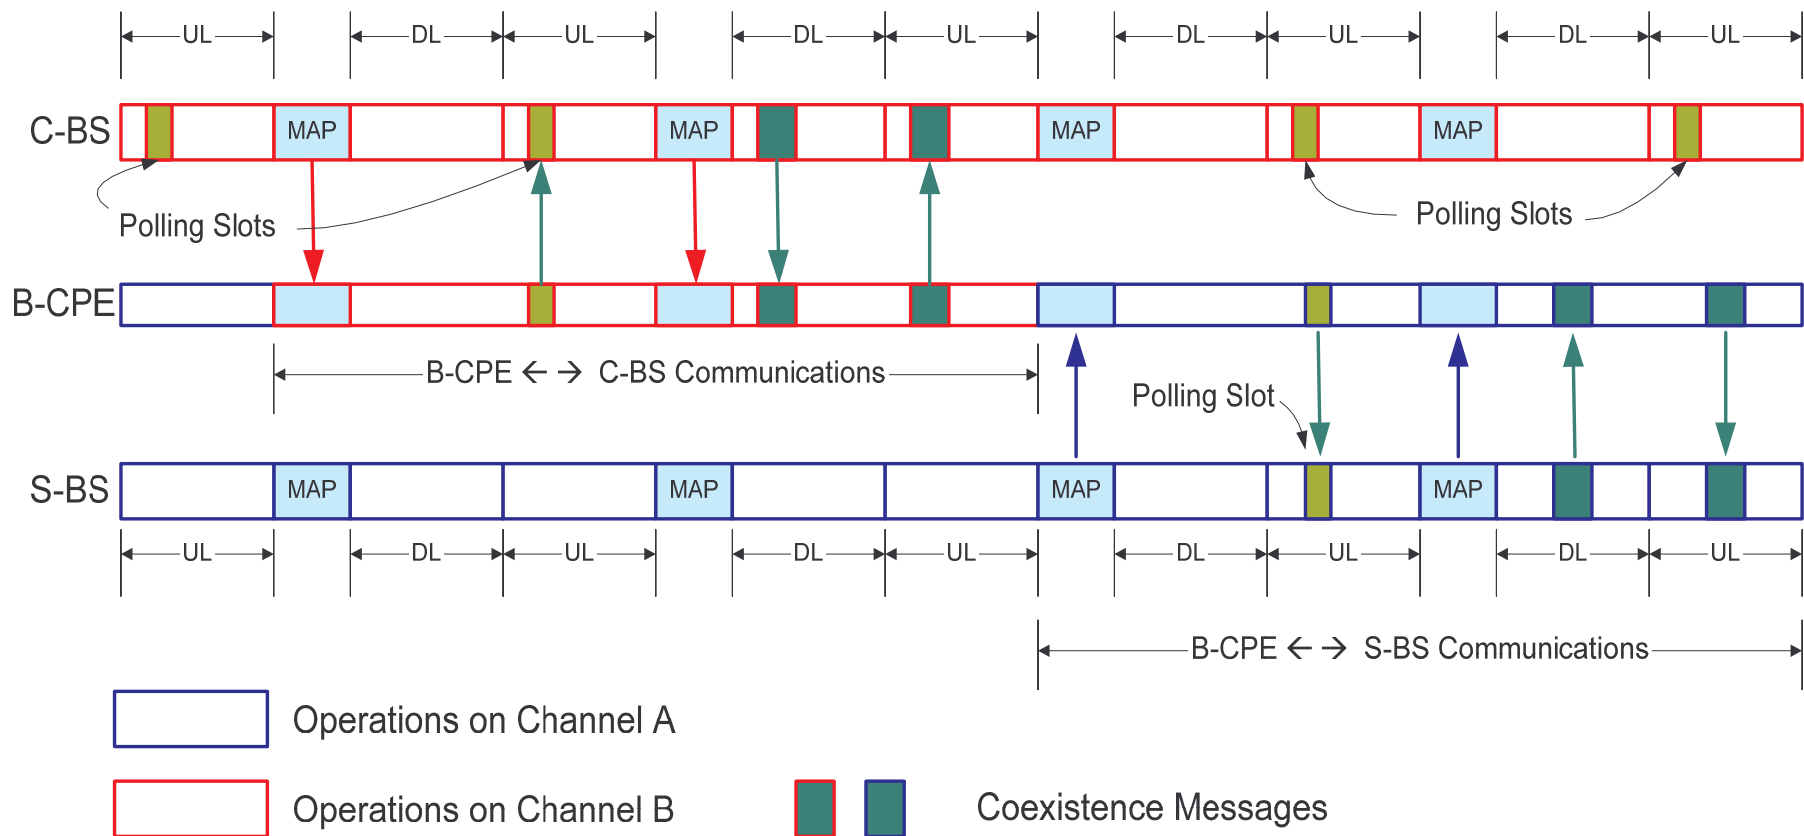 UL DL UL DL UL DL UL DL UL
C-BS MAP MAP MAP MAP
Polling Slots Polling Slots
B-CPE
B-CPE ← → C-BS Communications
Polling Slot
S-BS MAP MAP MAP MAP
UL DL UL DL UL DL UL DL UL
B-CPE ← → S-BS Communications
Operations on Channel A
Operations on Channel B Coexistence Messages